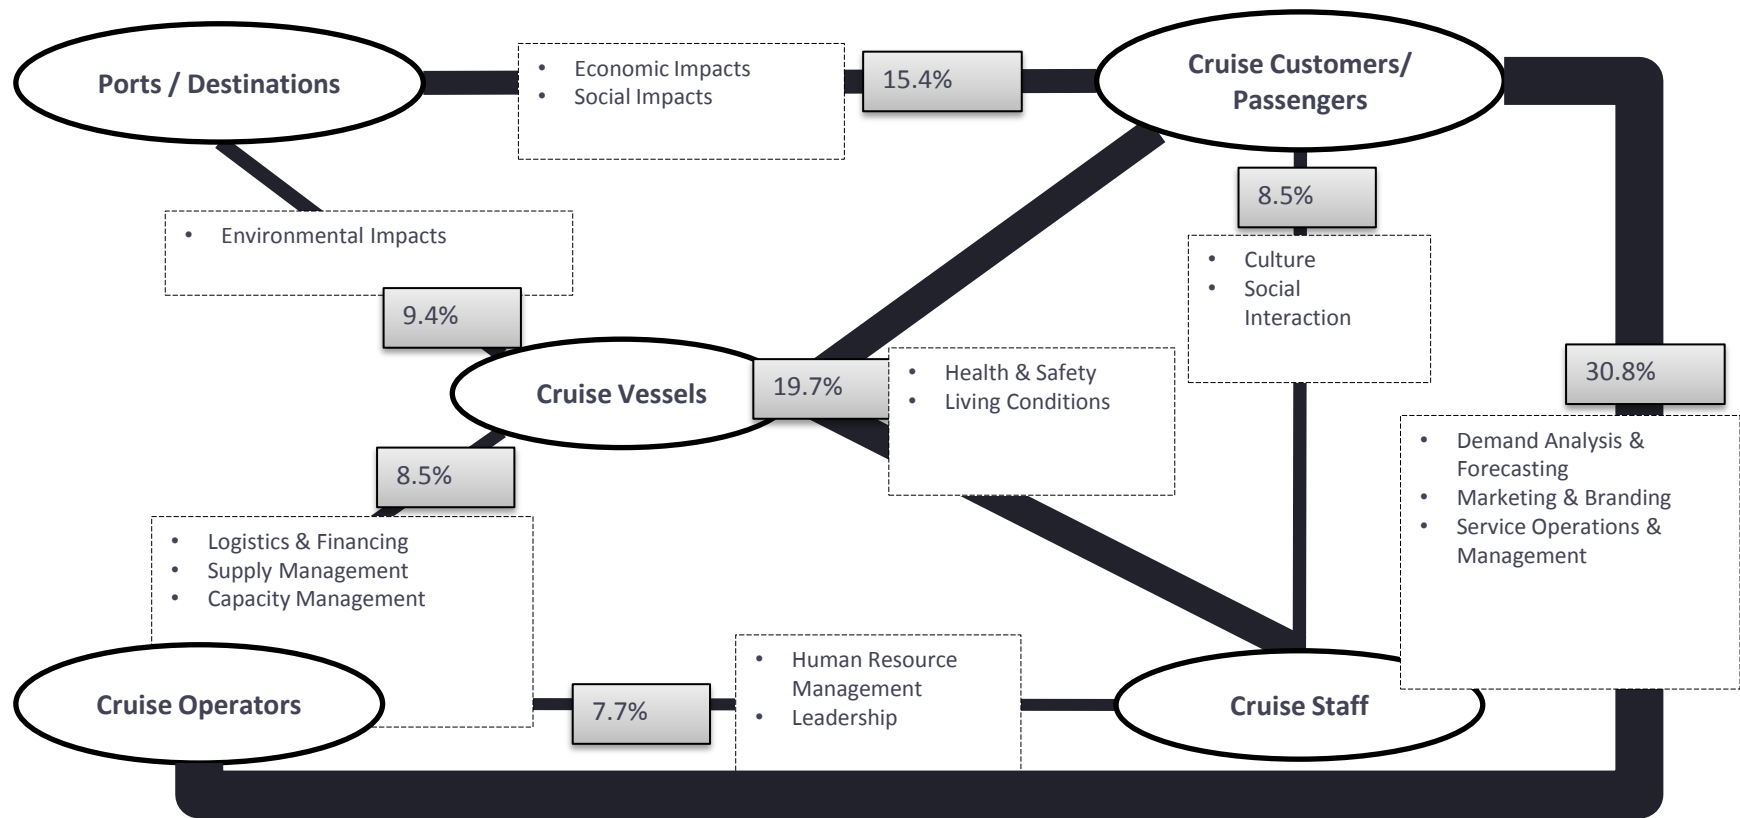 Ports / Destinations
• Economic Impacts
• Social Impacts
15.4%
Cruise Customers/
Passengers
8.5%
• Environmental Impacts
• Culture
• Social
Interaction
9.4%
Cruise Vessels
19.7%
• Health & Safety
• Living Conditions
30.8%
8.5%
• Demand Analysis &
Forecasting
• Marketing & Branding
• Service Operations &
Management
• Logistics & Financing
• Supply Management
• Capacity Management
Cruise Operators
7.7%
• Human Resource
Management
• Leadership
Cruise Staff